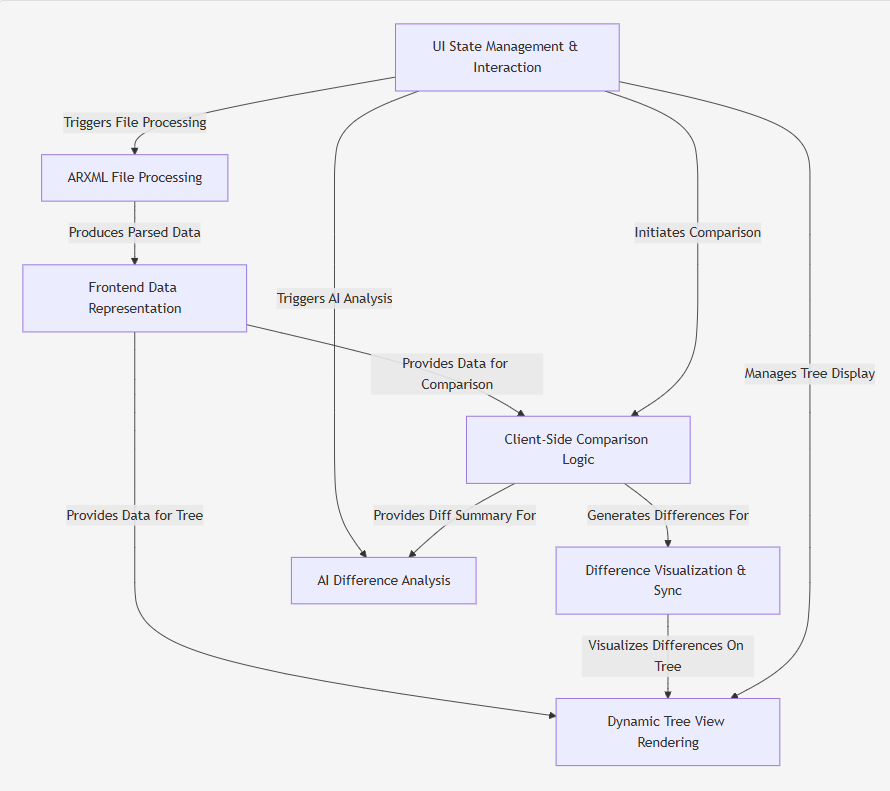 UI State Management &
Interaction
Triggers File Processing
ARXML File Processing
Produces Parsed Data
Initiates Comparison
Frontend Data
Representation
Triggers AI Analysis
Provides Data for
Comparison
Manages Tree Display
Client-Side Comparison
Logic
Provides Data for Tree
Provides Diff Summary For
Generates Differences For
AI Difference Analysis
Difference Visualization &
Sync
Visualizes Differences On
Tree
Dynamic Tree View
Rendering